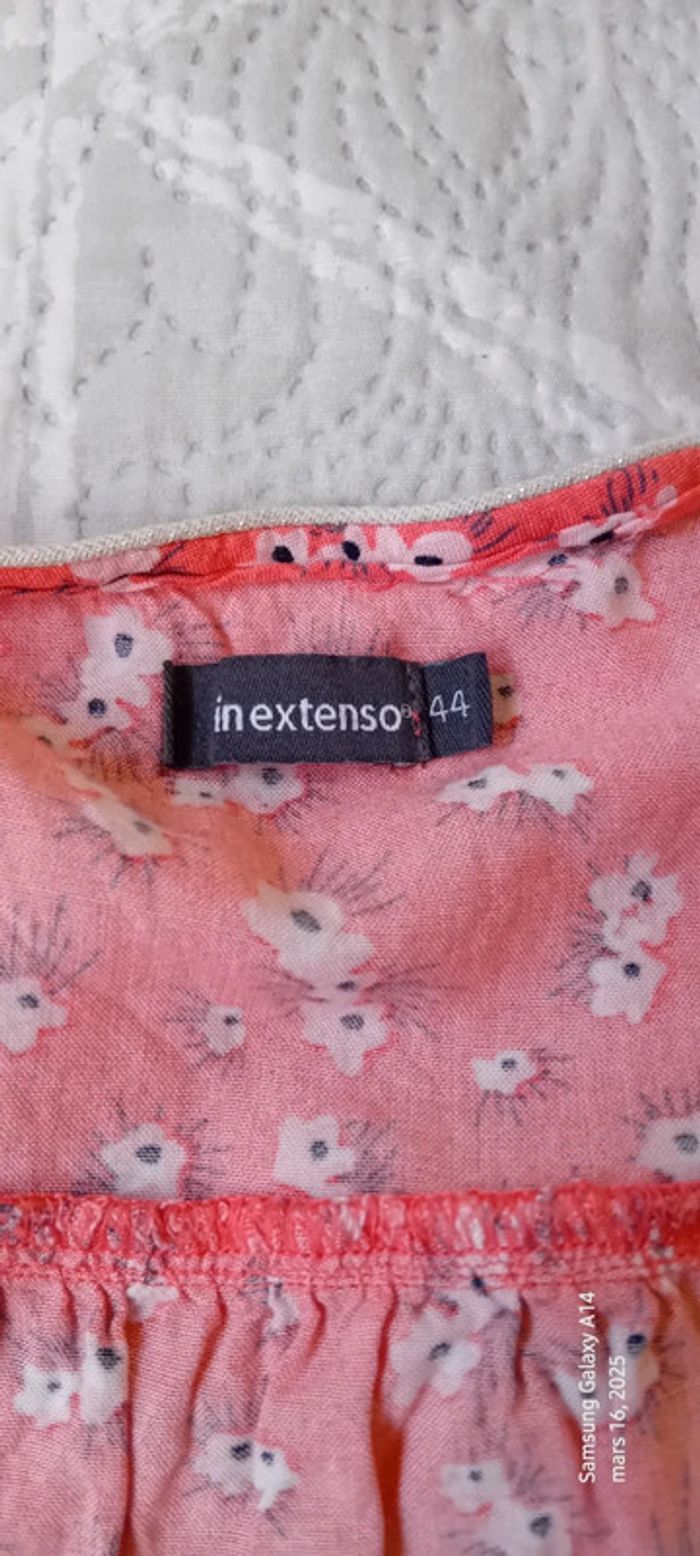 in extenso®
44
Samsung Galaxy A14
mars 16, 2025